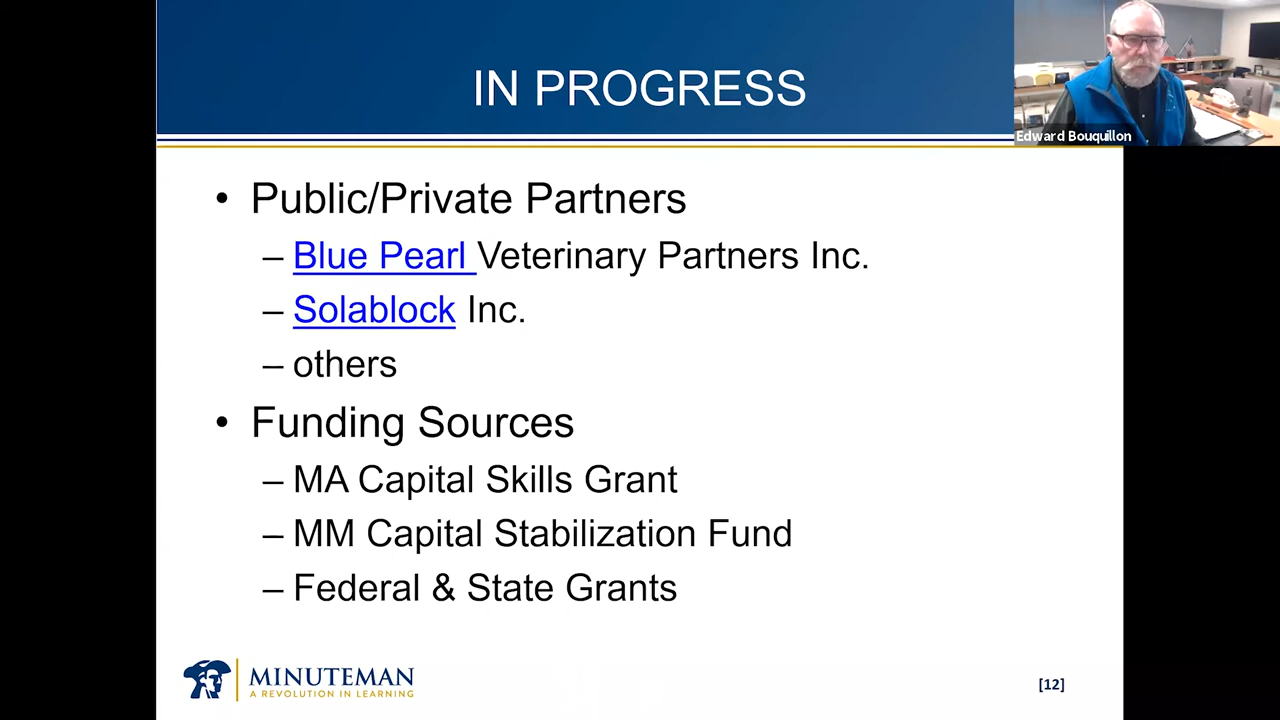 IN PROGRESS
Edward Bouquillon
• Public/Private Partners
– Blue Pearl Veterinary Partners Inc.
– Solablock Inc.
– others
• Funding Sources
– MA Capital Skills Grant
– MM Capital Stabilization Fund
– Federal & State Grants
MINUTEMAN
A REVOLUTION IN LEARNING
[12]